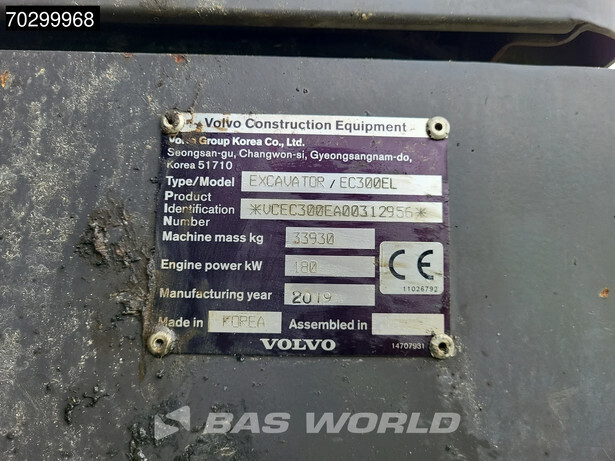 70299968
Volvo Construction Equipment
Volvo Group Korea Co., Ltd.
Seongsan-gu, Changwon-si, Gyeongsangnam-do,
Korea 51710
Type/Model EXCAVATOR / EC300EL
Product
Identification *VCEC300EA00312956*
Number
Machine mass kg 33930
Engine power kW 180
CE
11026792
Manufacturing year 2019
Made in KOREA Assembled in
VOLVO 14707931
BAS WORLD